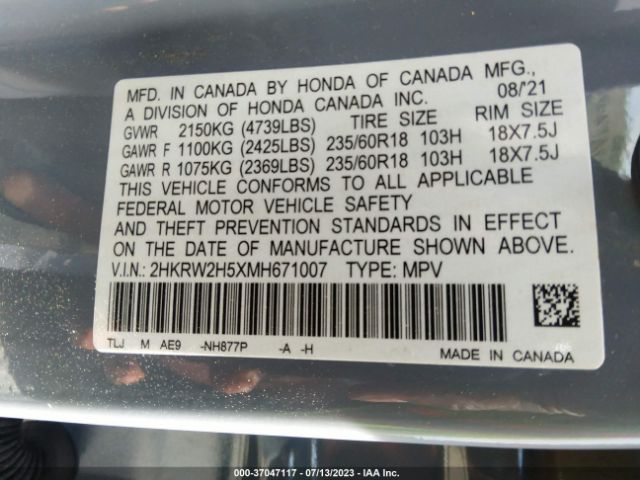 MFD. IN CANADA BY HONDA OF CANADA MFG.,
A DIVISION OF HONDA CANADA INC. 08/'21
GVWR 2150KG (4739LBS) TIRE SIZE RIM SIZE
GAWR F 1100KG (2425LBS) 235/60R18 103H 18X7.5J
GAWR R 1075KG (2369LBS) 235/60R18 103H 18X7.5J
THIS VEHICLE CONFORMS TO ALL APPLICABLE
FEDERAL MOTOR VEHICLE SAFETY
AND THEFT PREVENTION STANDARDS IN EFFECT
ON THE DATE OF MANUFACTURE SHOWN ABOVE.
V.I.N.: 2HKRW2H5XMH671007 TYPE: MPV
TLJ M AE9 -NH877P -A -H MADE IN CANADA
000-37047117 - 07/13/2023 - IAA Inc.